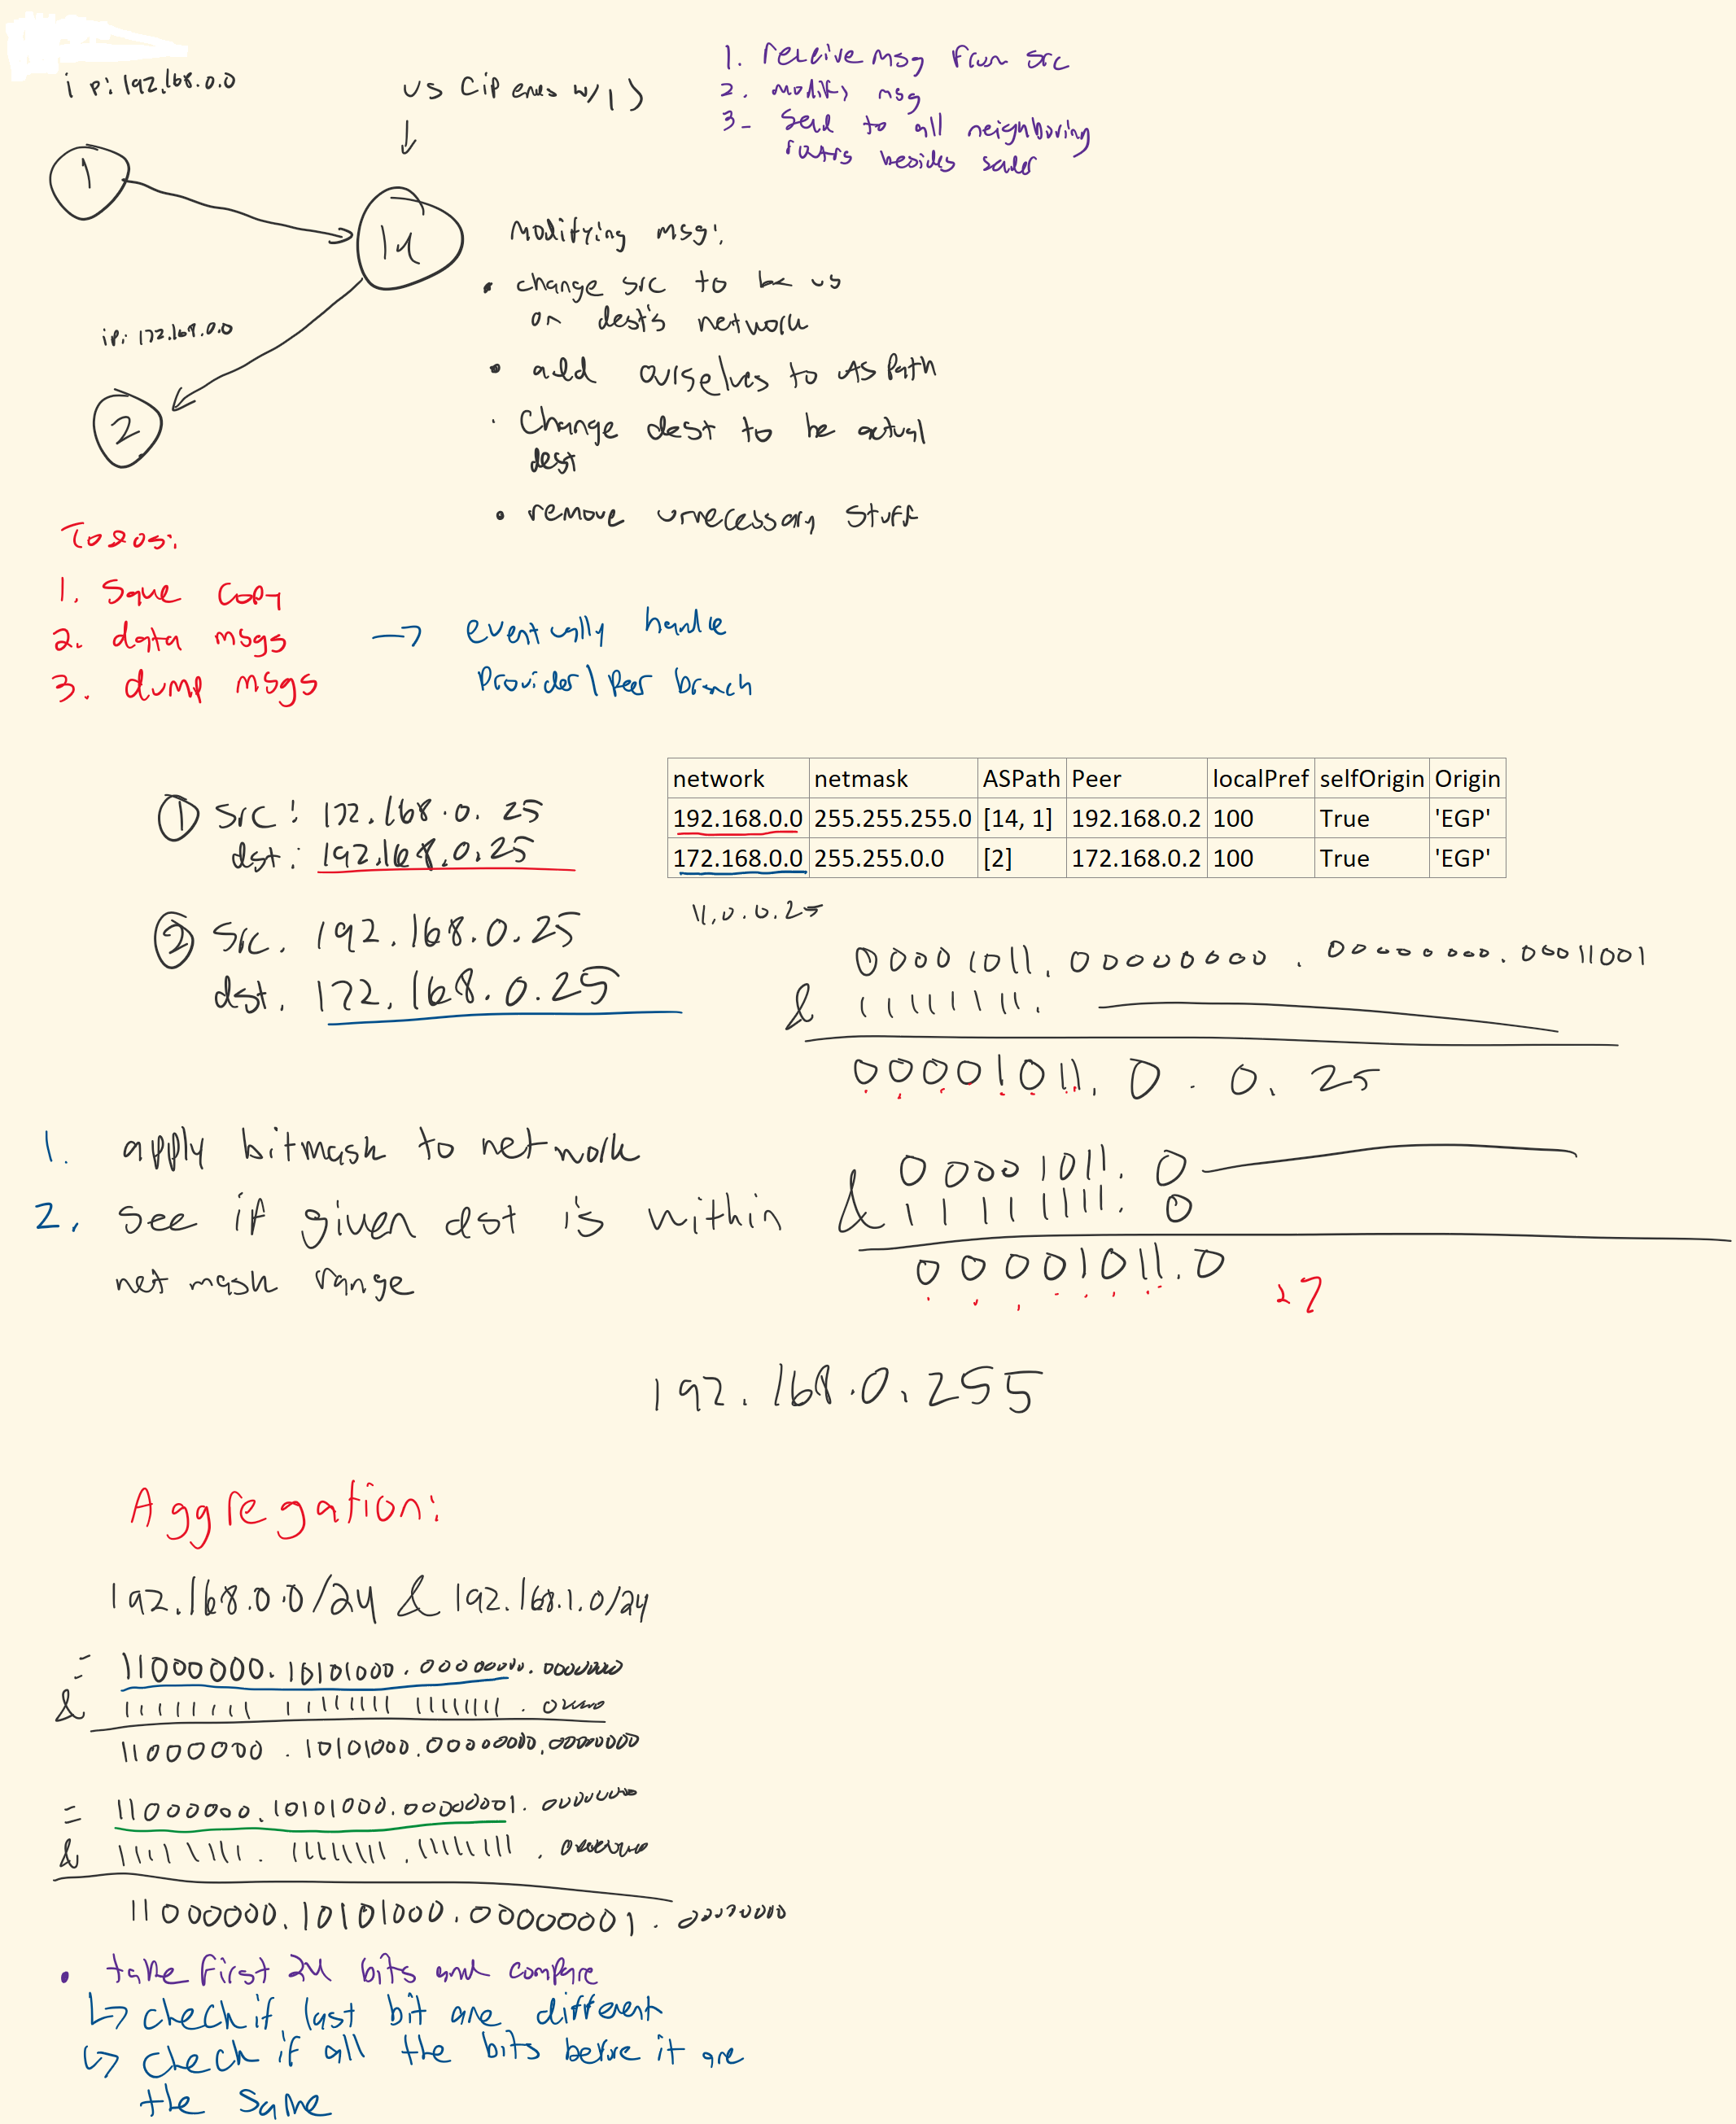 ip: 192.168.0.0
us (ip ends w/1)
1. receive msg from src
2. modify msg
3- Send to all neighboring
routrs besides sender
1
14
Modifying msg:
• change src to be us
on dest's network
ip: 172.168.0.0
• add ourselves to AS Path
2
• Change dest to be actual
dest
• remove unnecessary stuff
Todos:
1. Save Copy
2. data msgs → eventually handle
3. dump msgs Provider/Peer branch
network netmask ASPath Peer localPref selfOrigin Origin
192.168.0.0 255.255.255.0 [14, 1] 192.168.0.2 100 True 'EGP'
172.168.0.0 255.255.0.0 [2] 172.168.0.2 100 True 'EGP'
① Src: 172.168.0.25
dst: 192.168.0.25
② Src. 192.168.0.25
dst. 172.168.0.25
11.0.0.25
00001011.00000000.00000000.00011001
& 11111111.
00001011.0.0.25
1. apply bitmask to network
2. see if given dst is within
net mask range
00001011.0
& 11111111.0
00001011.0
27
192.168.0.255
Aggregation:
192.168.0.0/24 & 192.168.1.0/24
= 11000000.10101000.00000000.00000000
& 11111111 11111111 11111111.00000
11000000.10101000.00000000.00000000
= 11000000.10101000.00000001.00000000
& 11111111.11111111.11111111.00000000
11000000.10101000.00000001.00000000
• take first 24 bits and compare
↳ check if last bit are different
↳ check if all the bits before it are
the same